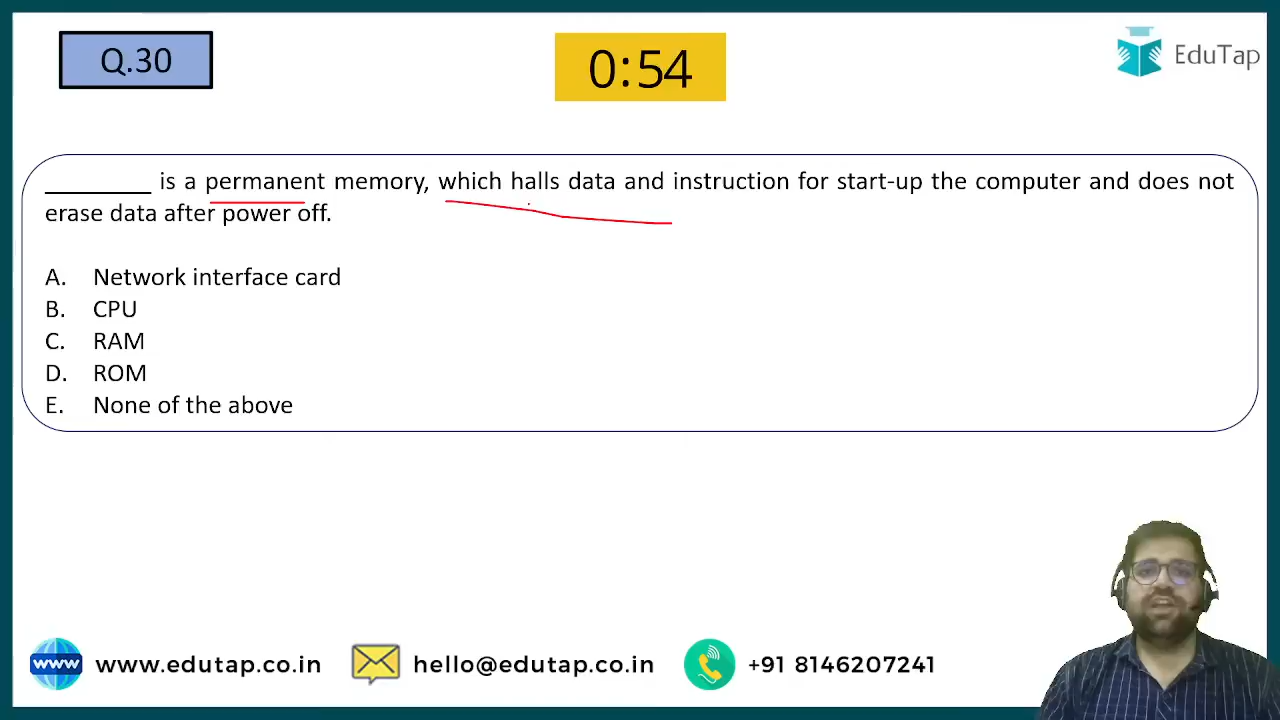 Q.30
0:54
EduTap
________ is a permanent memory, which halls data and instruction for start-up the computer and does not
erase data after power off.
A. Network interface card
B. CPU
C. RAM
D. ROM
E. None of the above
www
www.edutap.co.in
hello@edutap.co.in
+91 8146207241